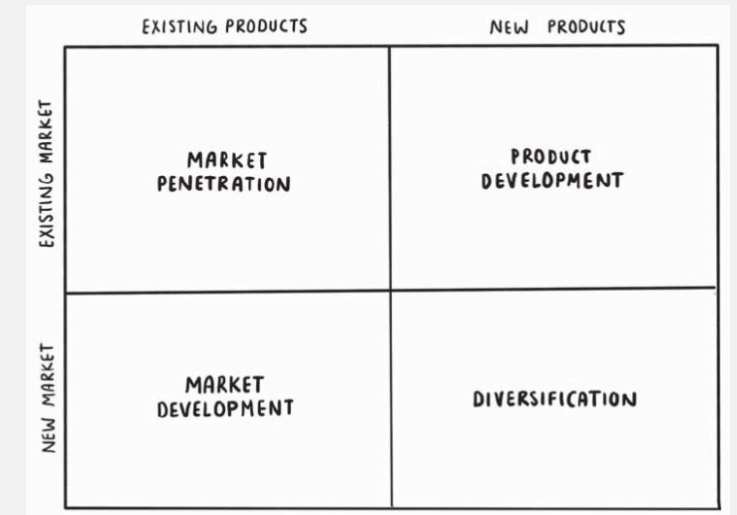 EXISTING PRODUCTS
NEW PRODUCTS
EXISTING MARKET
MARKET
PENETRATION
PRODUCT
DEVELOPMENT
NEW MARKET
MARKET
DEVELOPMENT
DIVERSIFICATION